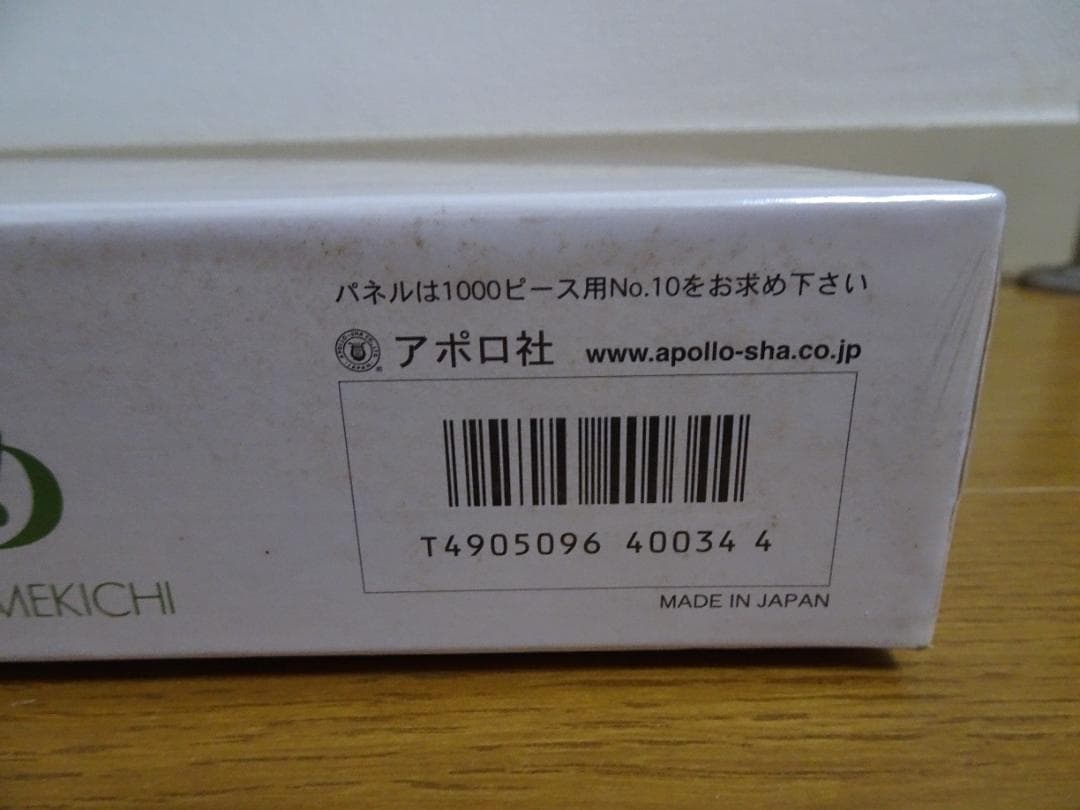 パネルは1000ピース用No.10をお求め下さい
アポロ社 www.apollo-sha.co.jp
T4905096 40034 4
MADE IN JAPAN
MEKICHI